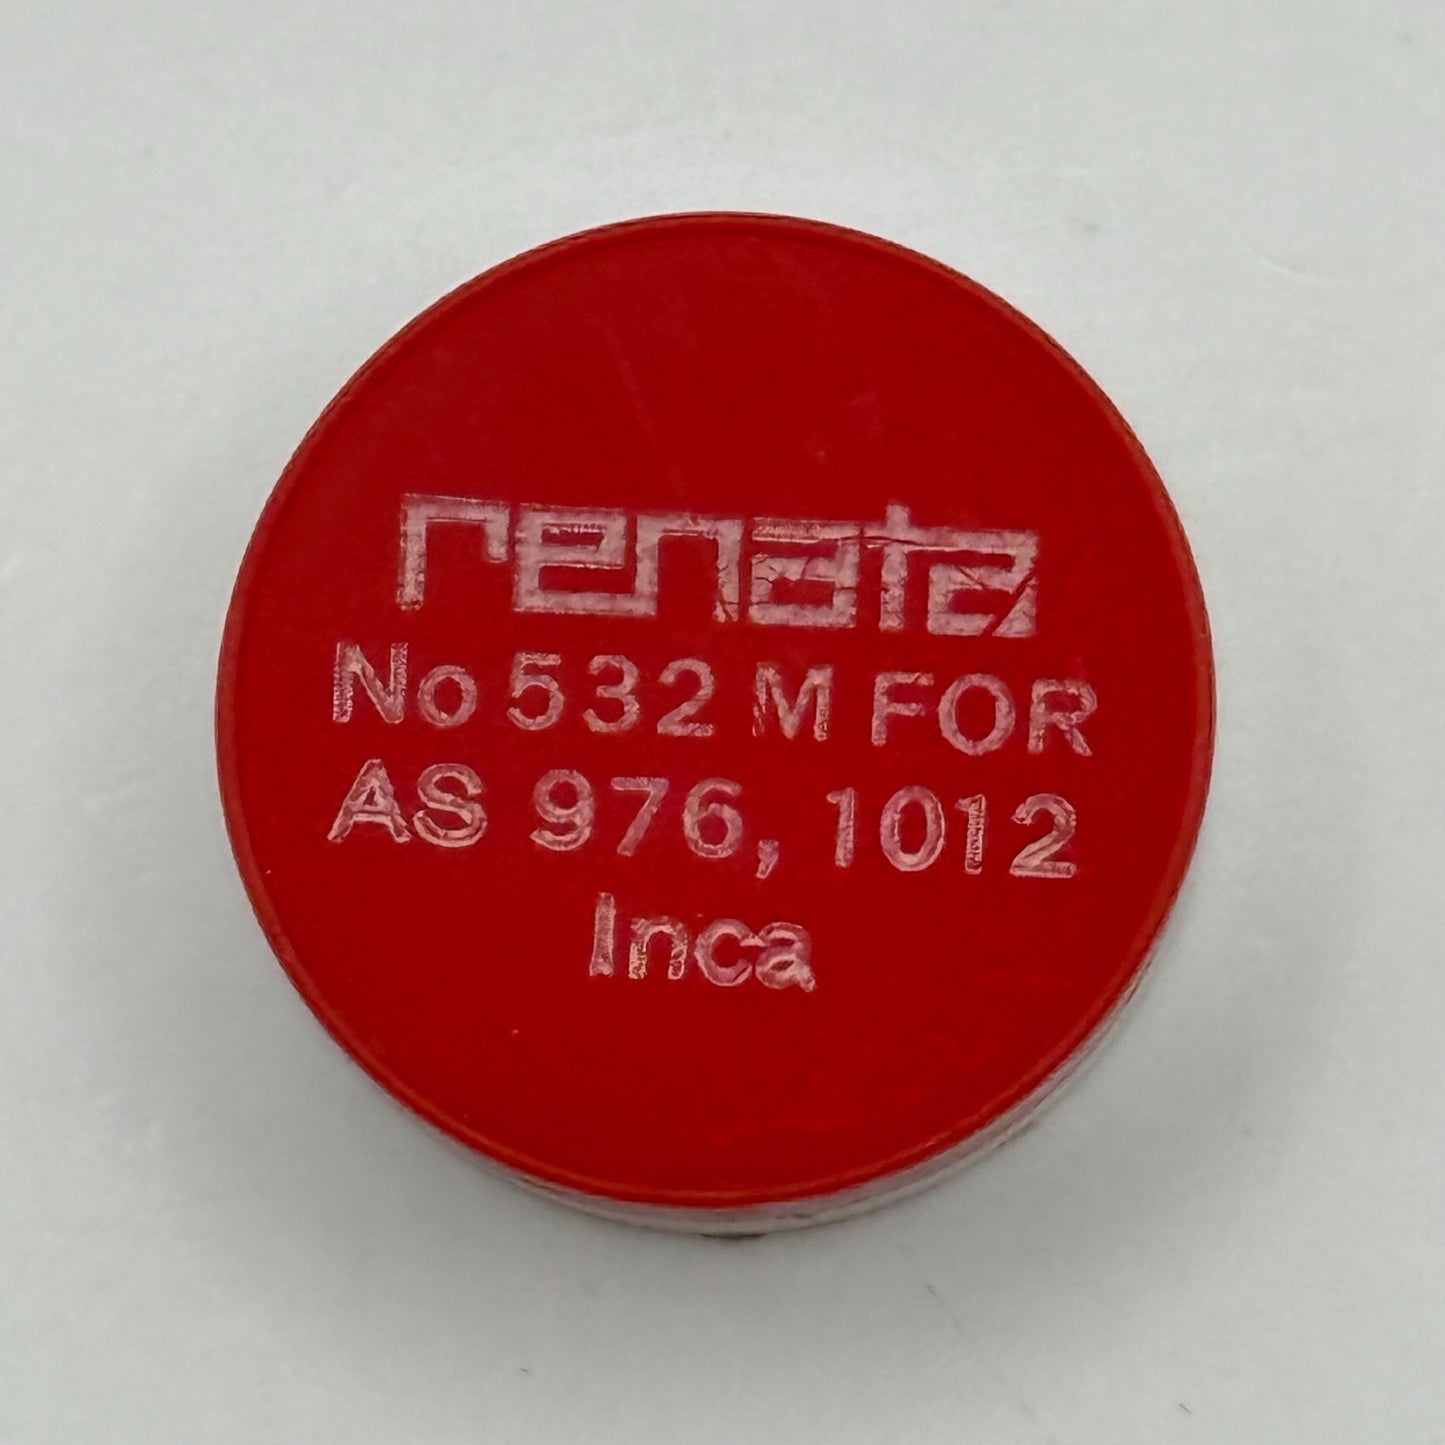 renata
No 532 M FOR
AS 976, 1012
Inca